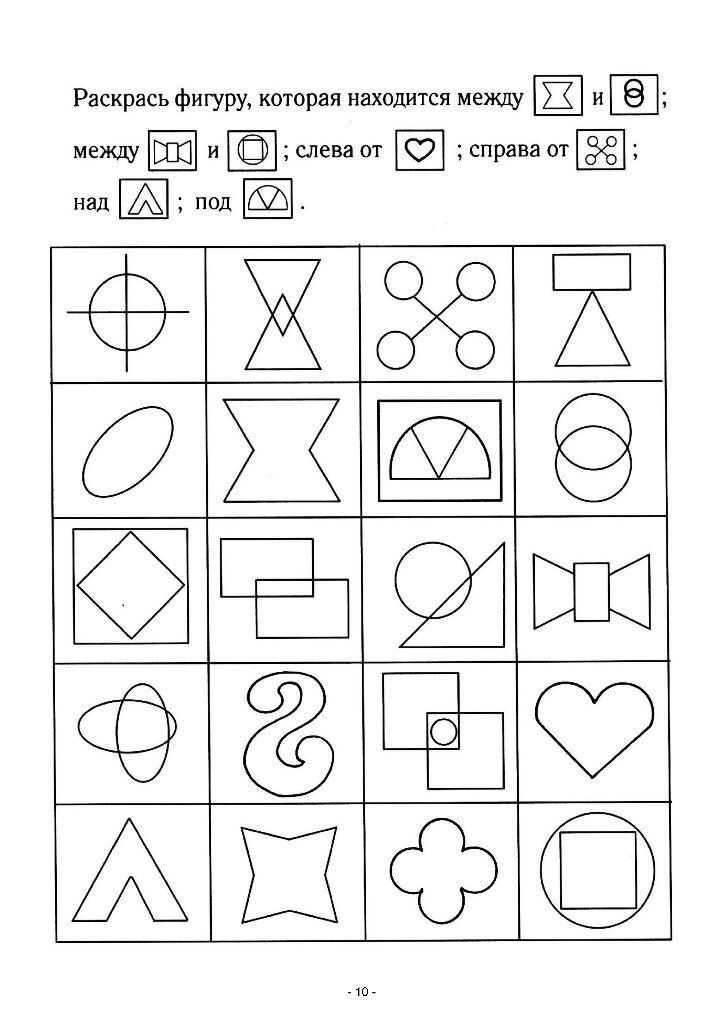 Раскрась фигуру, которая находится между и ;
между и ; слева от ; справа от ;
над ; под .
- 10 -